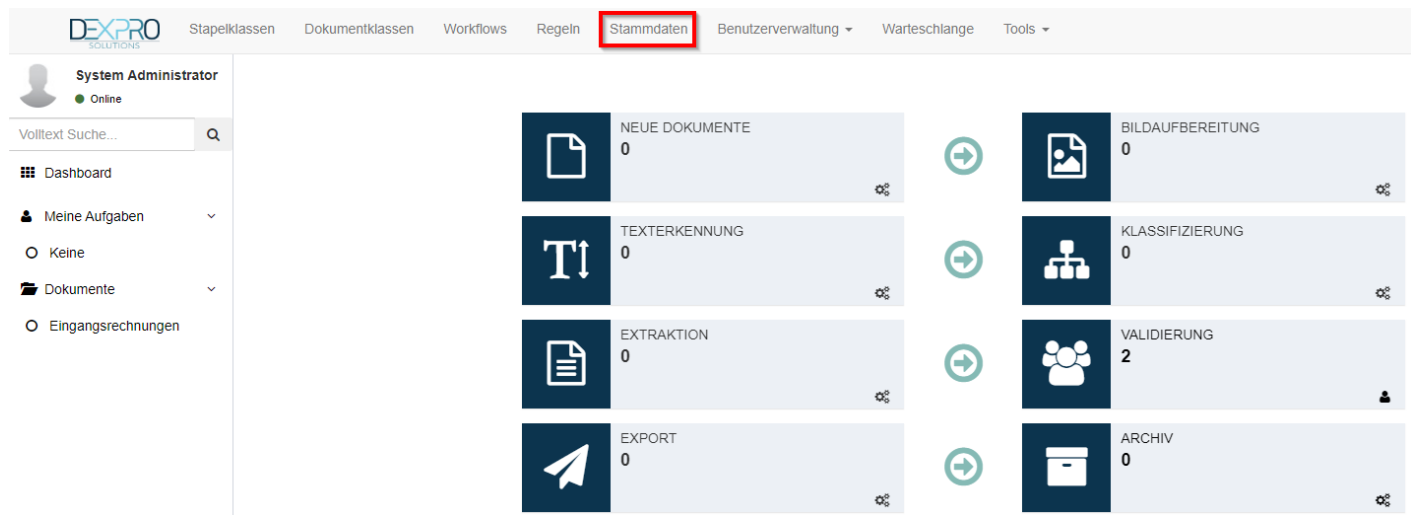 DEXPRO
SOLUTIONS
Stapelklassen Dokumentklassen Workflows Regeln Stammdaten Benutzerverwaltung Warteschlange Tools
System Administrator
Online
Volltext Suche...
Dashboard
Meine Aufgaben
Keine
Dokumente
Eingangsrechnungen
NEUE DOKUMENTE
0
BILDAUFBEREITUNG
0
TEXTERKENNUNG
0
KLASSIFIZIERUNG
0
EXTRAKTION
0
VALIDIERUNG
2
EXPORT
0
ARCHIV
0